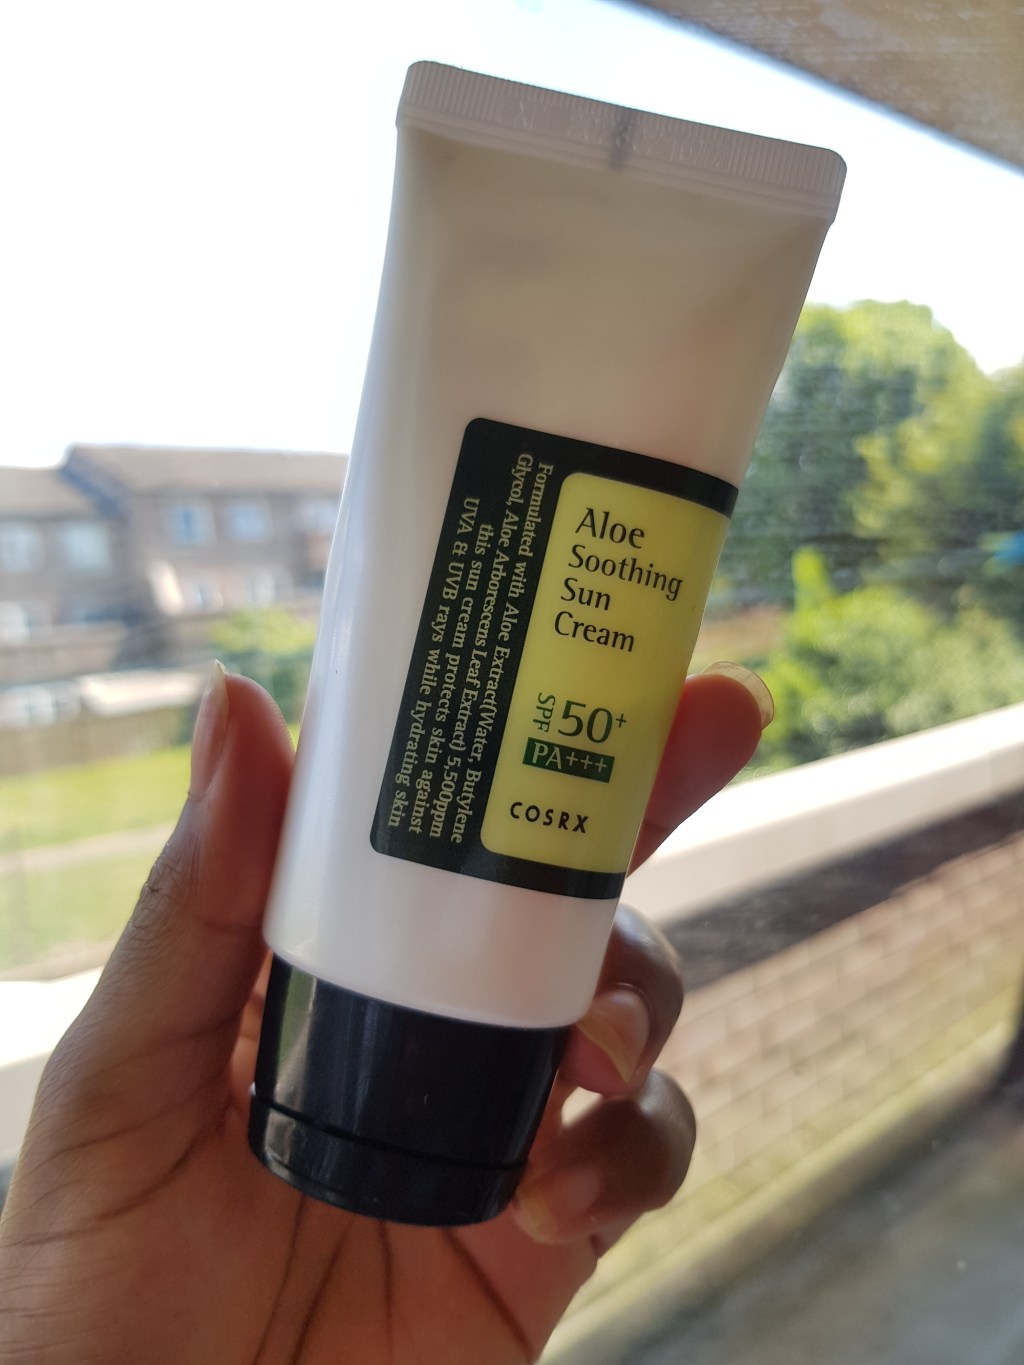 Aloe
Soothing
Sun
Cream
SPF 50+
PA+++
COSRX
Formulated with Aloe Extract(Water, Butylene
Glycol, Aloe Arborescens Leaf Extract) 5,500ppm
this sun cream protects skin against
UVA & UVB rays while hydrating skin